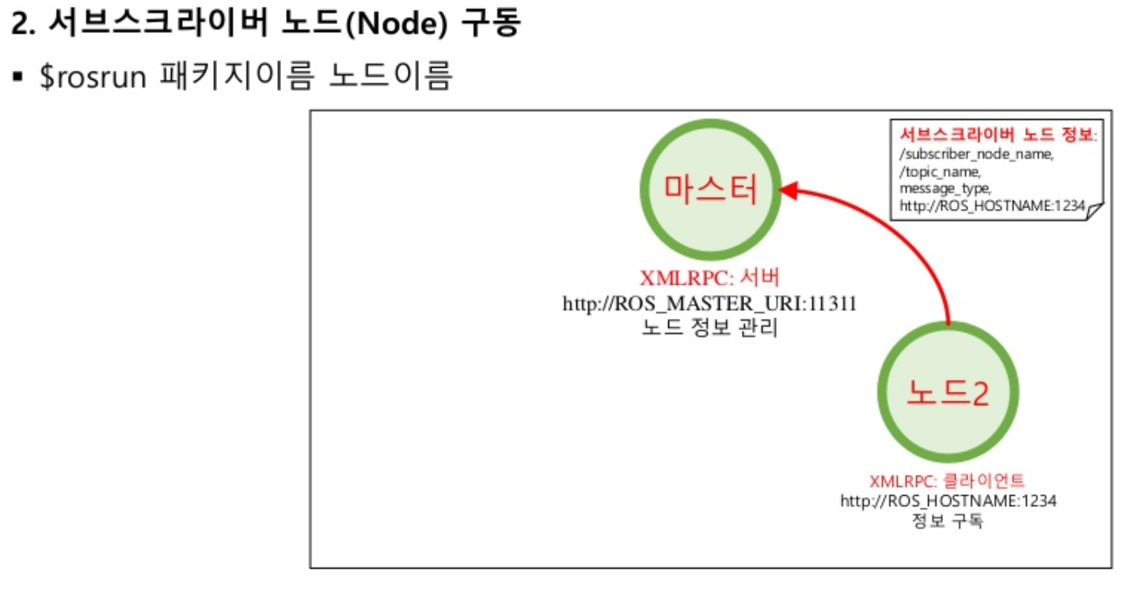 2. 서브스크라이버 노드(Node) 구동
▪ $rosrun 패키지이름 노드이름
서브스크라이버 노드 정보:
/subscriber_node_name,
/topic_name,
message_type,
http://ROS_HOSTNAME:1234
마스터
XMLRPC: 서버
http://ROS_MASTER_URI:11311
노드 정보 관리
노드2
XMLRPC: 클라이언트
http://ROS_HOSTNAME:1234
정보 구독